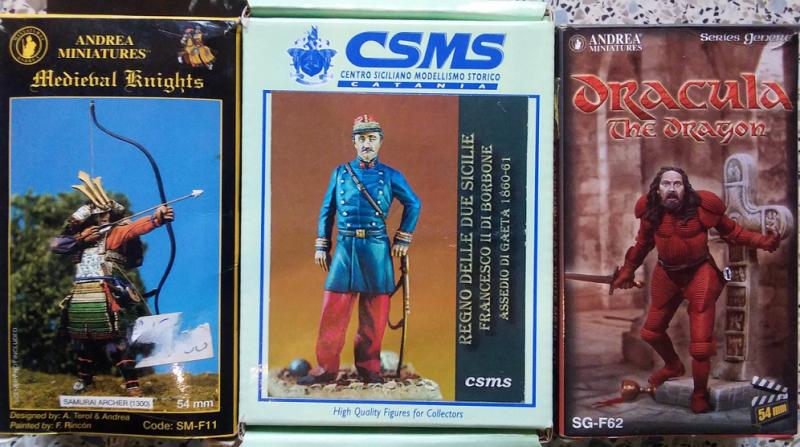 ANDREA
MINIATURES
Medieval Knights
SAMURAI ARCHER (1300)
54 mm
Designed by: A. Terol & Andrea
Painted by: F. Rincón
Code: SM-F11
CSMS
CENTRO SICILIANO MODELLISMO STORICO
CATANIA
REGNO DELLE DUE SICILIE
FRANCESCO II DI BORBONE
ASSEDIO DI GAETA 1860-61
csms
High Quality Figures for Collectors
ANDREA
MINIATURES
Series General
Dracula
The Dragon
SG-F62
54 mm